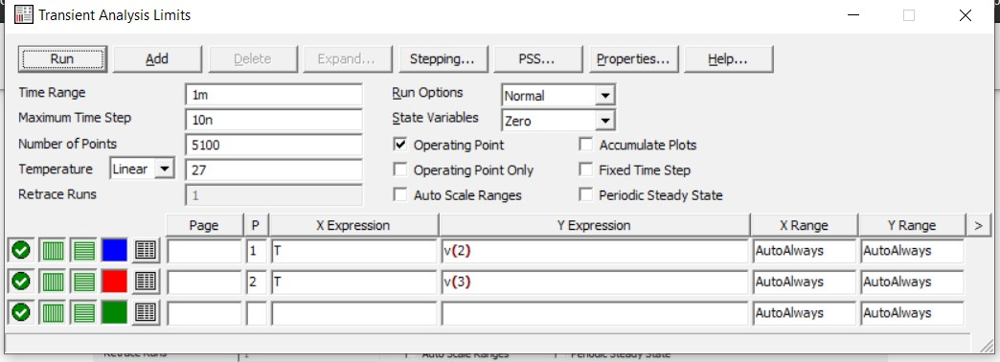 Transient Analysis Limits
Run Add Delete Expand... Stepping... PSS... Properties... Help...
Time Range 1m Run Options Normal
Maximum Time Step 10n State Variables Zero
Number of Points 5100 Operating Point Accumulate Plots
Temperature Linear 27 Operating Point Only Fixed Time Step
Retrace Runs 1 Auto Scale Ranges Periodic Steady State
Page P X Expression Y Expression X Range Y Range >
1 T v(2) AutoAlways AutoAlways
2 T v(3) AutoAlways AutoAlways
AutoAlways AutoAlways
Retrace Runs 1 Auto Scale Ranges Periodic Steady State